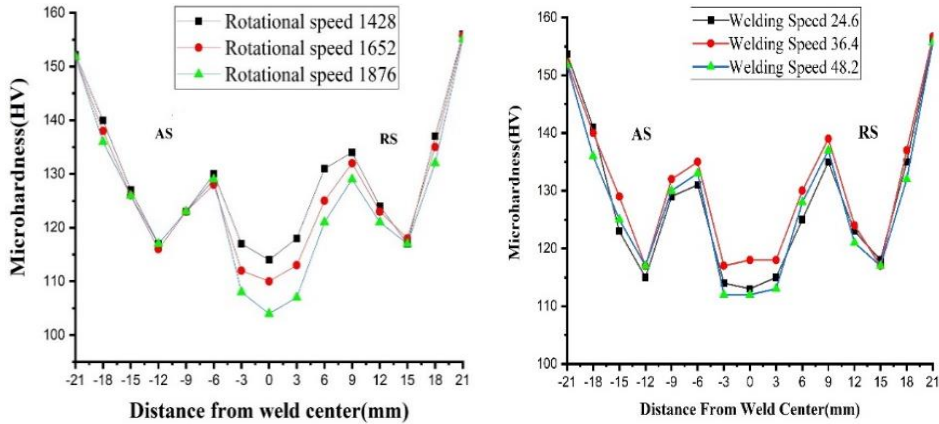 160
150
140
130
120
110
100
Microhardness(HV)
Rotational speed 1428
Rotational speed 1652
Rotational speed 1876
AS
RS
-21 -18 -15 -12 -9 -6 -3 0 3 6 9 12 15 18 21
Distance from weld center(mm)
160
150
140
130
120
110
100
Microhardness(HV)
Welding Speed 24.6
Welding Speed 36.4
Welding Speed 48.2
AS
RS
-21 -18 -15 -12 -9 -6 -3 0 3 6 9 12 15 18 21
Distance From Weld Center(mm)